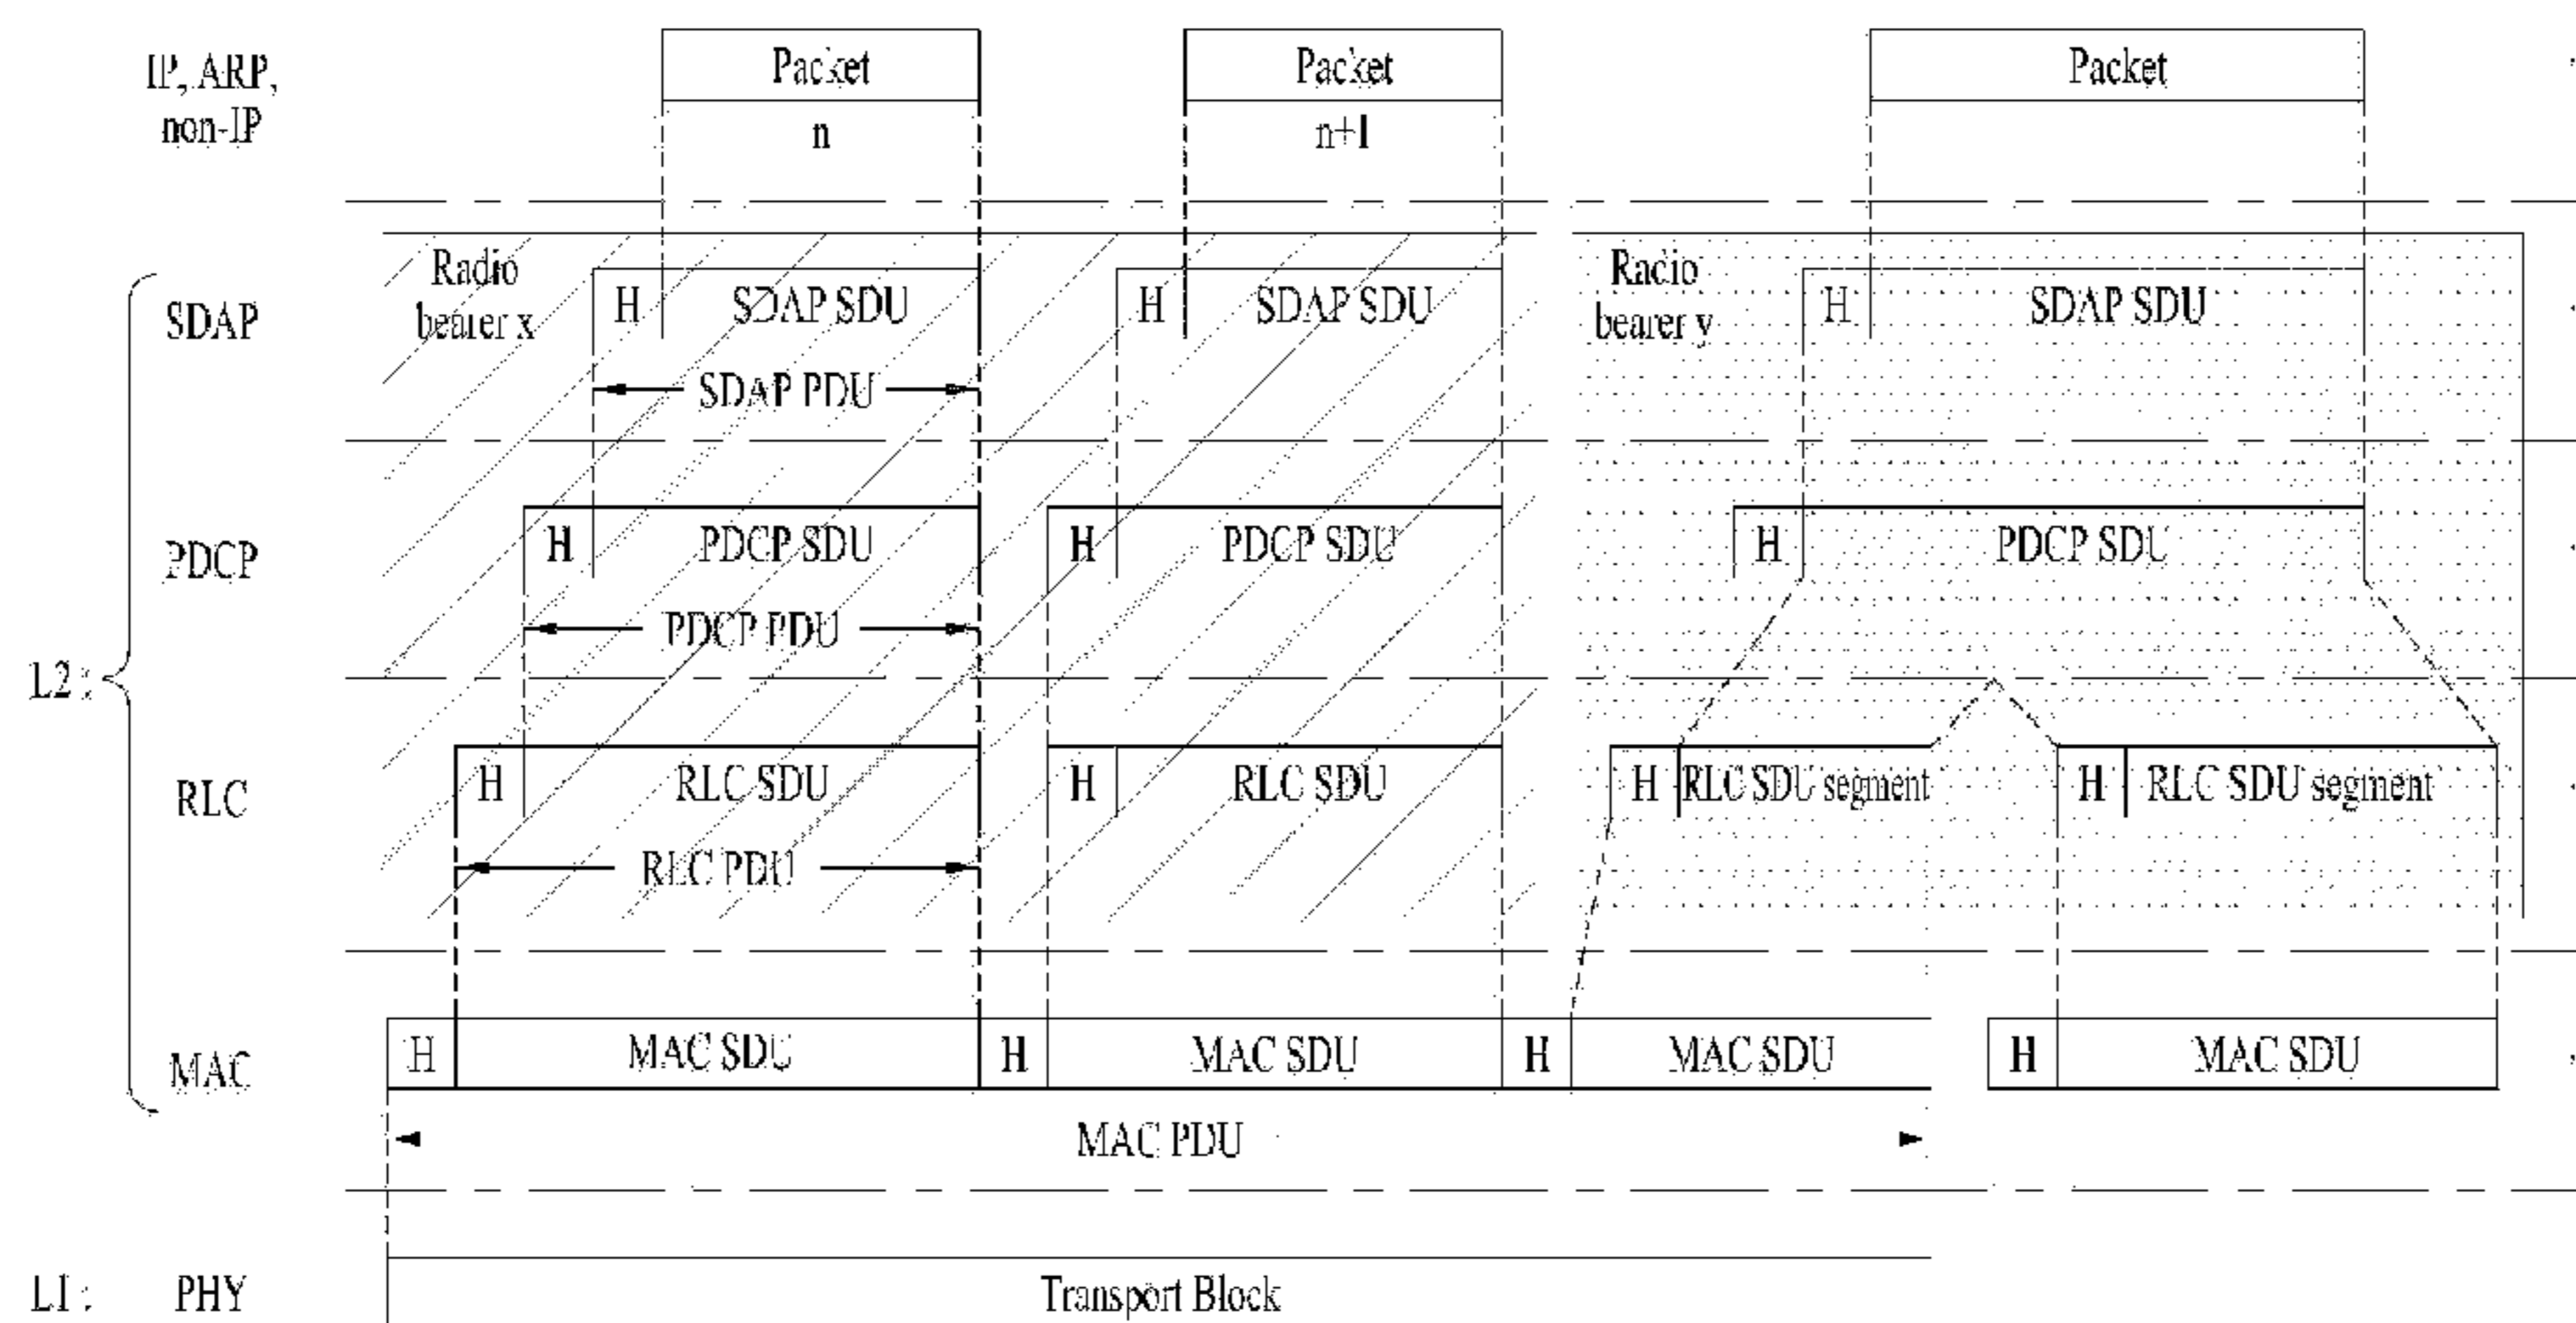 IP, ARP,
non-IP
Packet
n
Packet
n+1
Packet
L2 :
SDAP
Radio
bearer x
H
SDAP SDU
H
SDAP SDU
Radio
bearer y
H
SDAP SDU
SDAP PDU
PDCP
H
PDCP SDU
H
PDCP SDU
H
PDCP SDU
PDCP PDU
RLC
H
RLC SDU
H
RLC SDU
H
RLC SDU segment
H
RLC SDU segment
RLC PDU
MAC
H
MAC SDU
H
MAC SDU
H
MAC SDU
H
MAC SDU
MAC PDU
L1 :
PHY
Transport Block